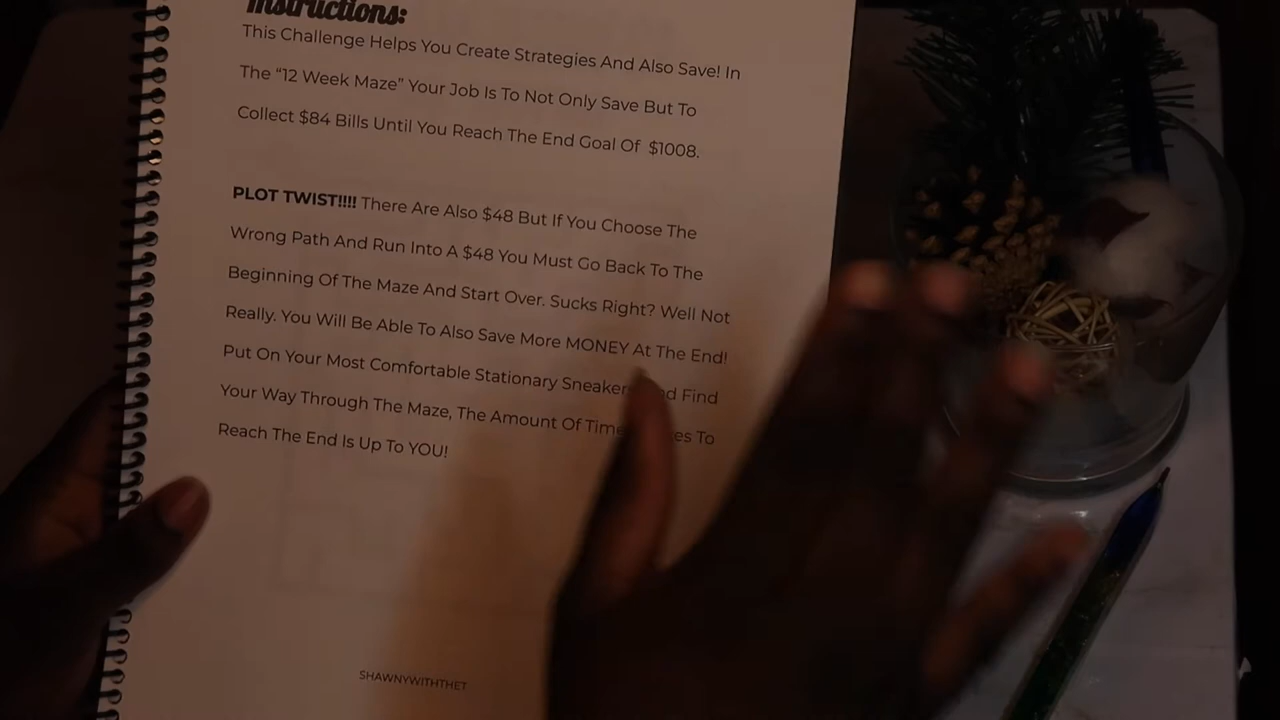 Instructions:
This Challenge Helps You Create Strategies And Also Save! In
The "12 Week Maze" Your Job Is To Not Only Save But To
Collect $84 Bills Until You Reach The End Goal Of $1008.
PLOT TWIST!!!! There Are Also $48 But If You Choose The
Wrong Path And Run Into A $48 You Must Go Back To The
Beginning Of The Maze And Start Over. Sucks Right? Well Not
Really. You Will Be Able To Also Save More MONEY At The End!
Put On Your Most Comfortable Stationary Sneakers And Find
Your Way Through The Maze, The Amount Of Time To
Reach The End Is Up To YOU!
SHAWNYWITHTHET